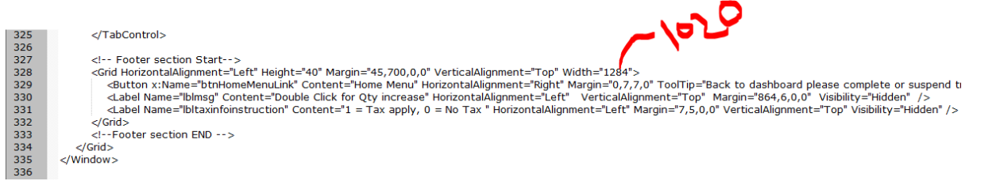 ~1020
325 </TabControl>
326
327 <!-- Footer section Start-->
328 <Grid HorizontalAlignment="Left" Height="40" Margin="45,700,0,0" VerticalAlignment="Top" Width="1284">
329 <Button x:Name="btnHomeMenuLink" Content="Home Menu" HorizontalAlignment="Right" Margin="0,7,7,0" ToolTip="Back to dashboard please complete or suspend
330 <Label Name="lblmsg" Content="Double Click for Qty increase" HorizontalAlignment="Left" VerticalAlignment="Top" Margin="864,6,0,0" Visibility="Hidden" />
331 <Label Name="lbltaxinfoinstruction" Content="1 = Tax apply, 0 = No Tax " HorizontalAlignment="Left" Margin="7,5,0,0" VerticalAlignment="Top" Visibility="Hidden" />
332 </Grid>
333 <!--Footer section END -->
334 </Grid>
335 </Window>
336